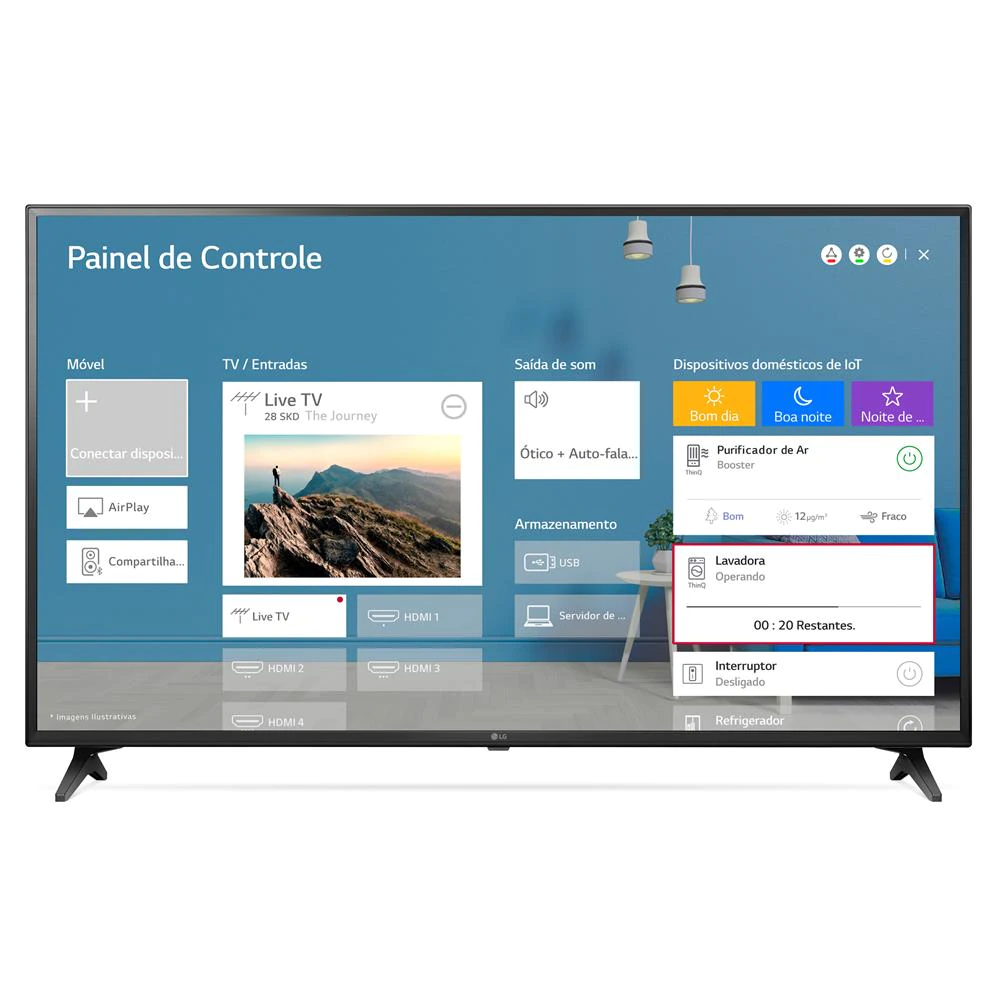 Painel de Controle
Móvel
Conectar disposi...
AirPlay
Compartilha...
TV / Entradas
Live TV
28 SKD The Journey
Live TV
HDMI 1
HDMI 2
HDMI 3
HDMI 4
Saída de som
Ótico + Auto-fala...
Armazenamento
USB
Servidor de ...
Dispositivos domésticos de IoT
Bom dia
Boa noite
Noite de ...
Purificador de Ar
Booster
ThinQ
Bom
12µg/m³
Fraco
Lavadora
Operando
ThinQ
00 : 20 Restantes.
Interruptor
Desligado
Refrigerador
* Imagens Ilustrativas
LG